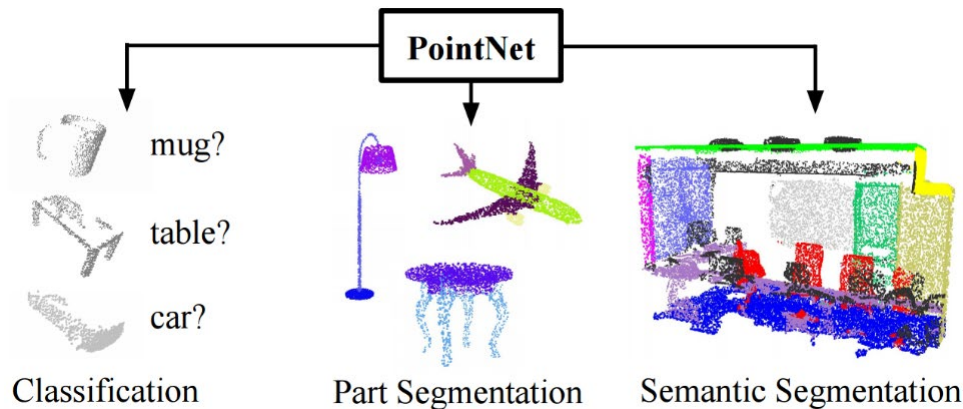 PointNet
mug?
table?
car?
Classification
Part Segmentation
Semantic Segmentation